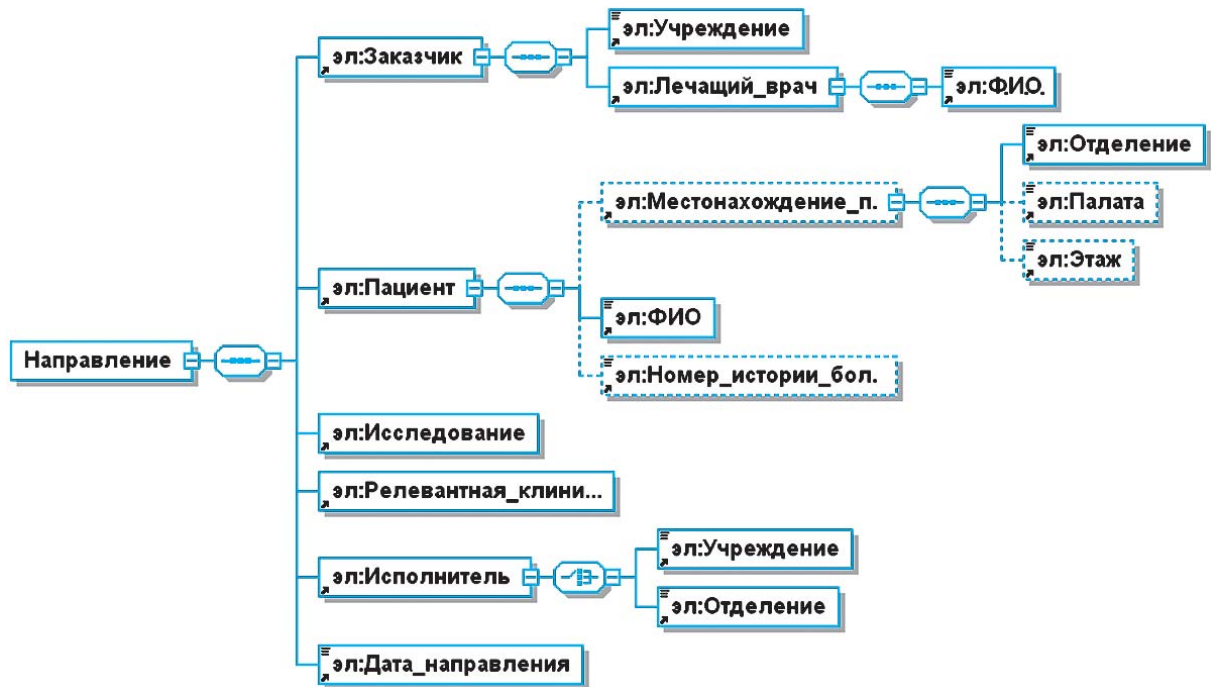 эл:Учреждение
эл:Заказчик
эл:Лечащий_врач
эл:Ф.И.О.
эл:Отделение
эл:Местонахождение_п.
эл:Палата
эл:Этаж
эл:Пациент
эл:ФИО
Направление
эл:Номер_истории_бол.
эл:Исследование
эл:Релевантная_клини...
эл:Учреждение
эл:Исполнитель
эл:Отделение
эл:Дата_направления